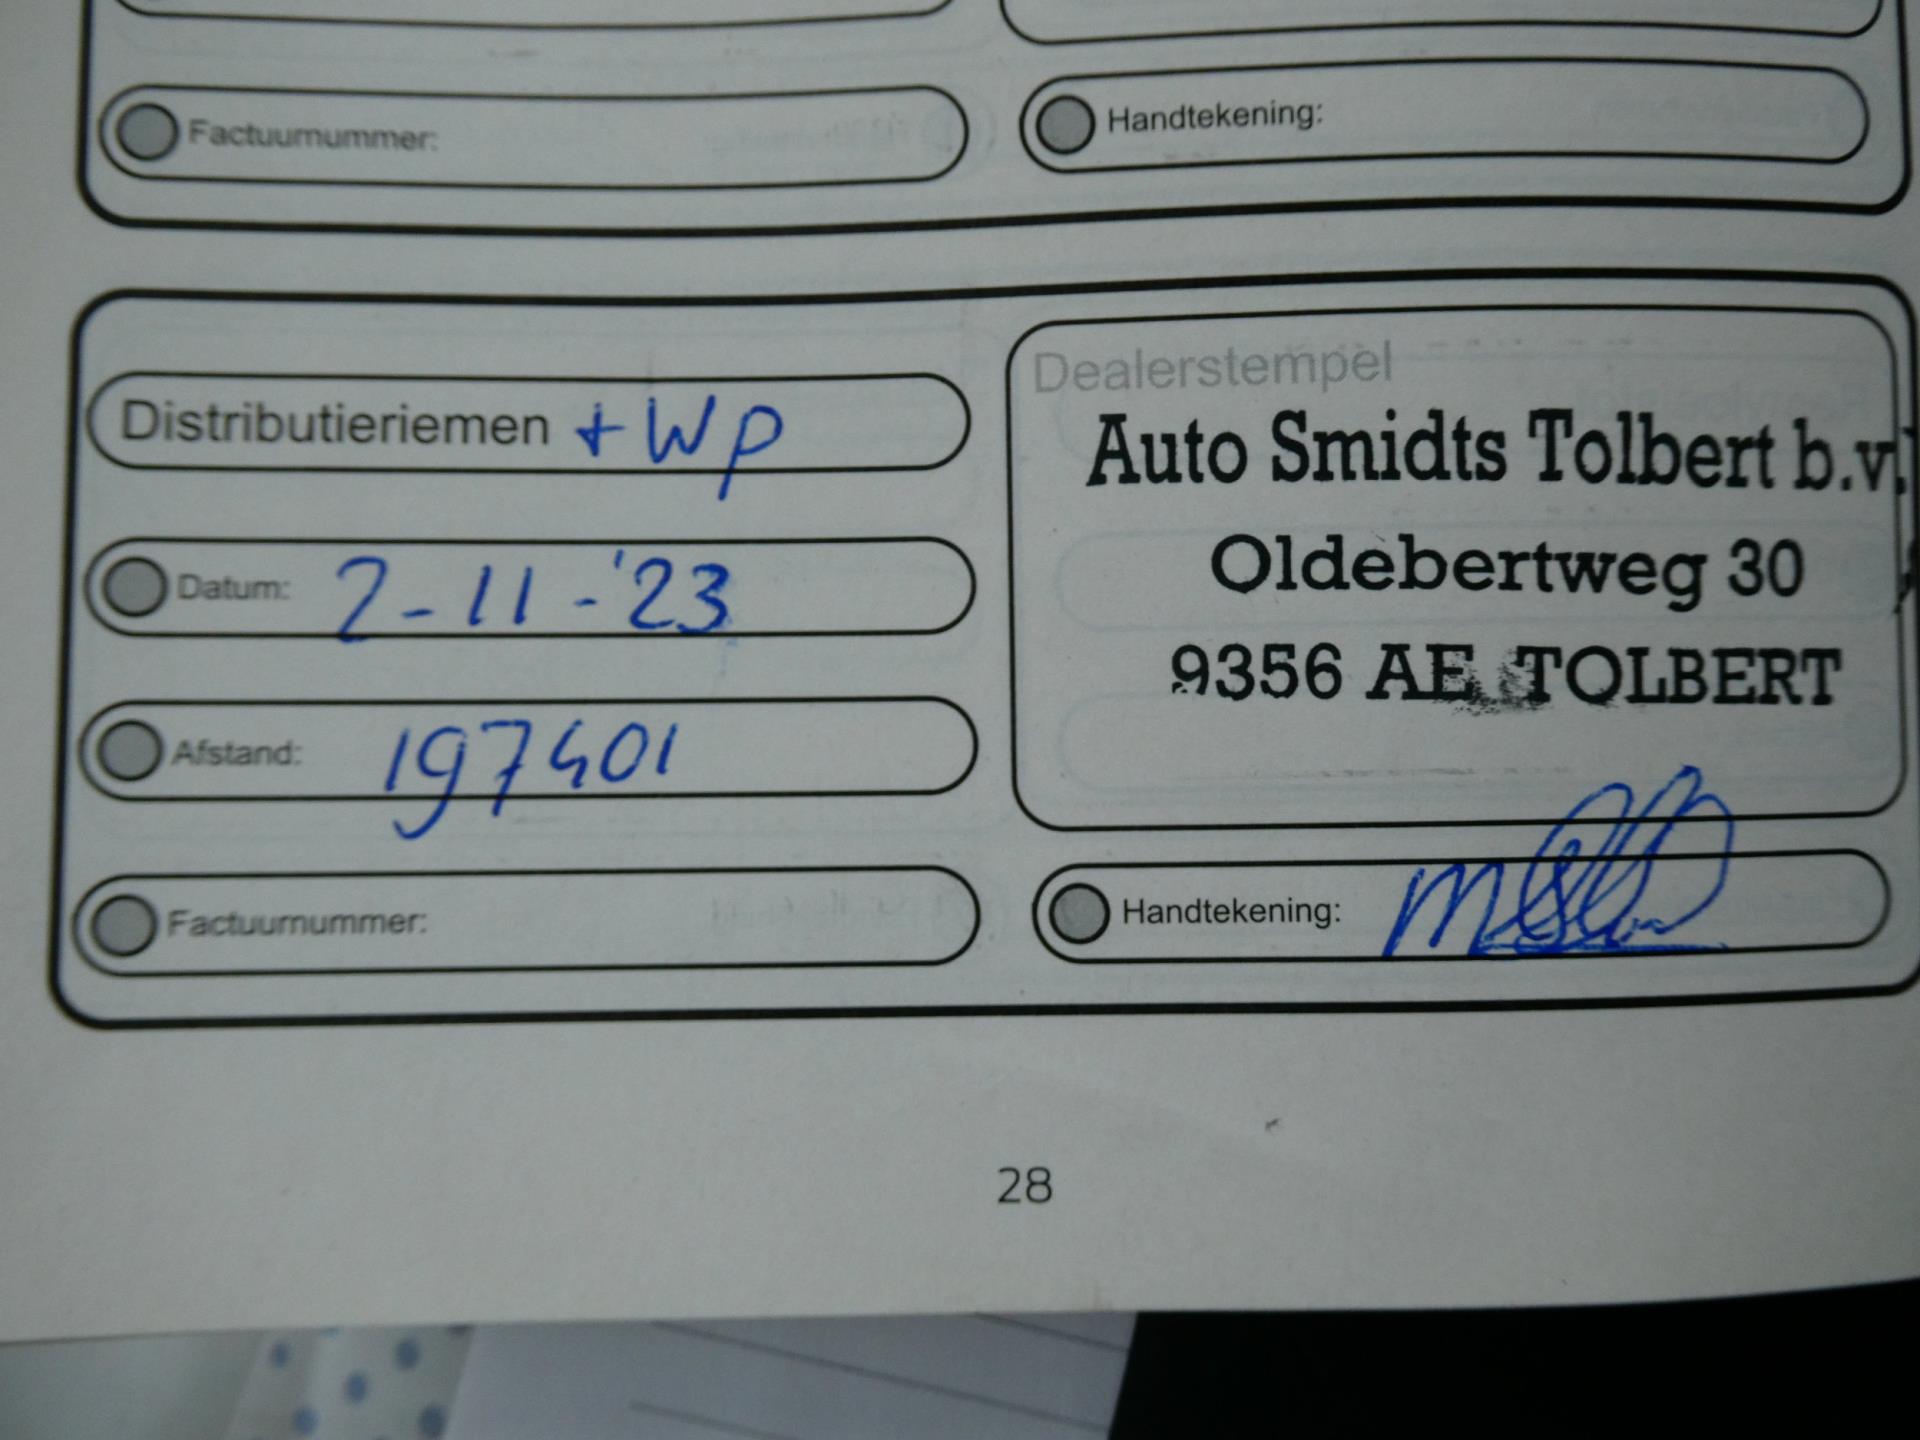 Factuurnummer:
Handtekening:
Distributieriemen + WP
Datum: 2-11-'23
Afstand: 197401
Factuurnummer:
Dealerstempel
Auto Smidts Tolbert b.v.
Oldebertweg 30
9356 AE TOLBERT
Handtekening:
28